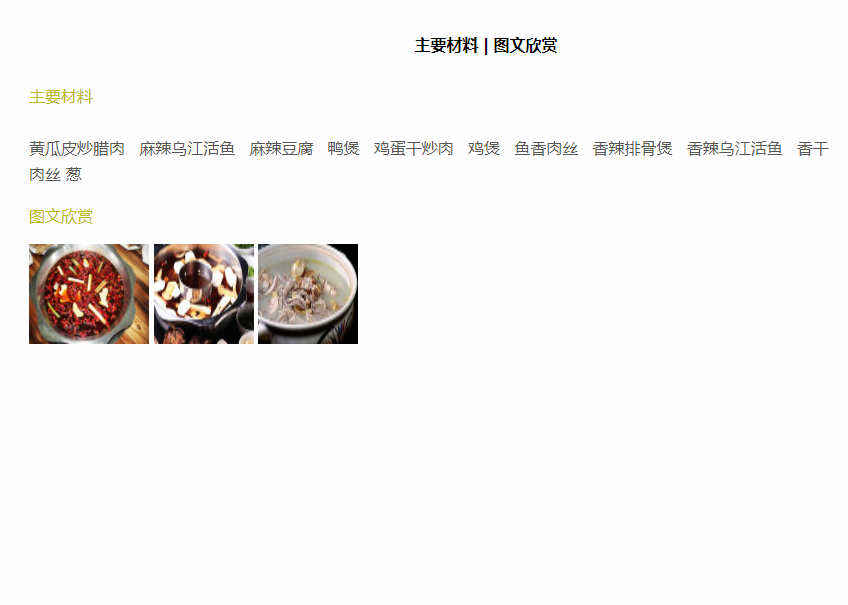 主要材料 | 图文欣赏
主要材料
黄瓜皮炒腊肉 麻辣乌江活鱼 麻辣豆腐 鸭煲 鸡蛋干炒肉 鸡煲 鱼香肉丝 香辣排骨煲 香辣乌江活鱼 香干
肉丝 葱
图文欣赏